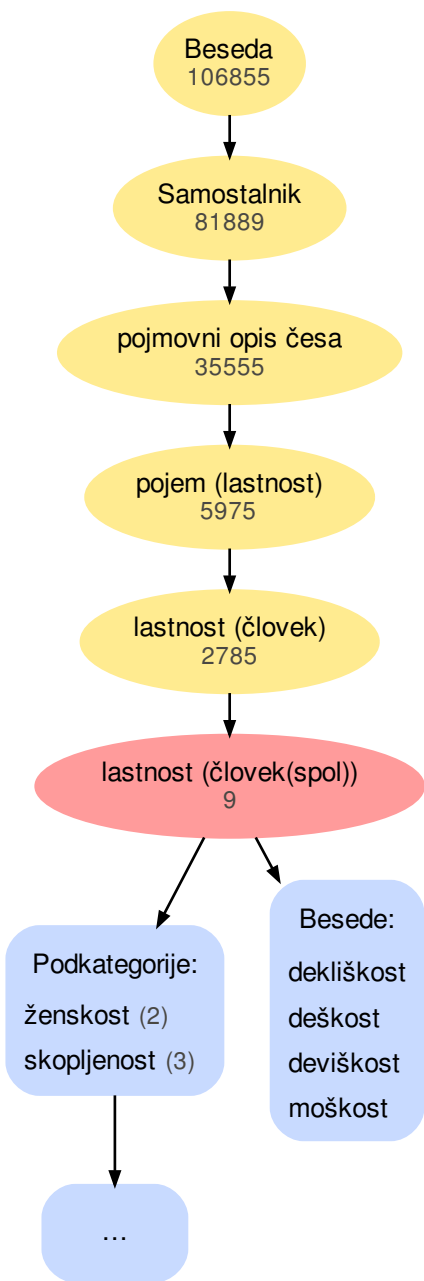 Beseda
106855
Samostalnik
81889
pojmovni opis česa
35555
pojem (lastnost)
5975
lastnost (človek)
2785
lastnost (človek(spol))
9
Podkategorije:
ženskost (2)
skopljenost (3)
Besede:
dekliškost
deškost
deviškost
moškost
...